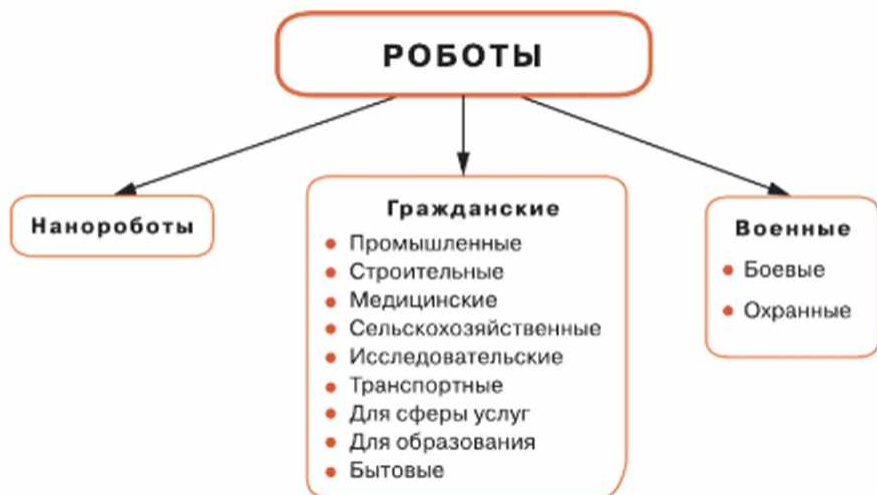 РОБОТЫ
Нанороботы
Гражданские
Промышленные
Строительные
Медицинские
Сельскохозяйственные
Исследовательские
Транспортные
Для сферы услуг
Для образования
Бытовые
Военные
Боевые
Охранные